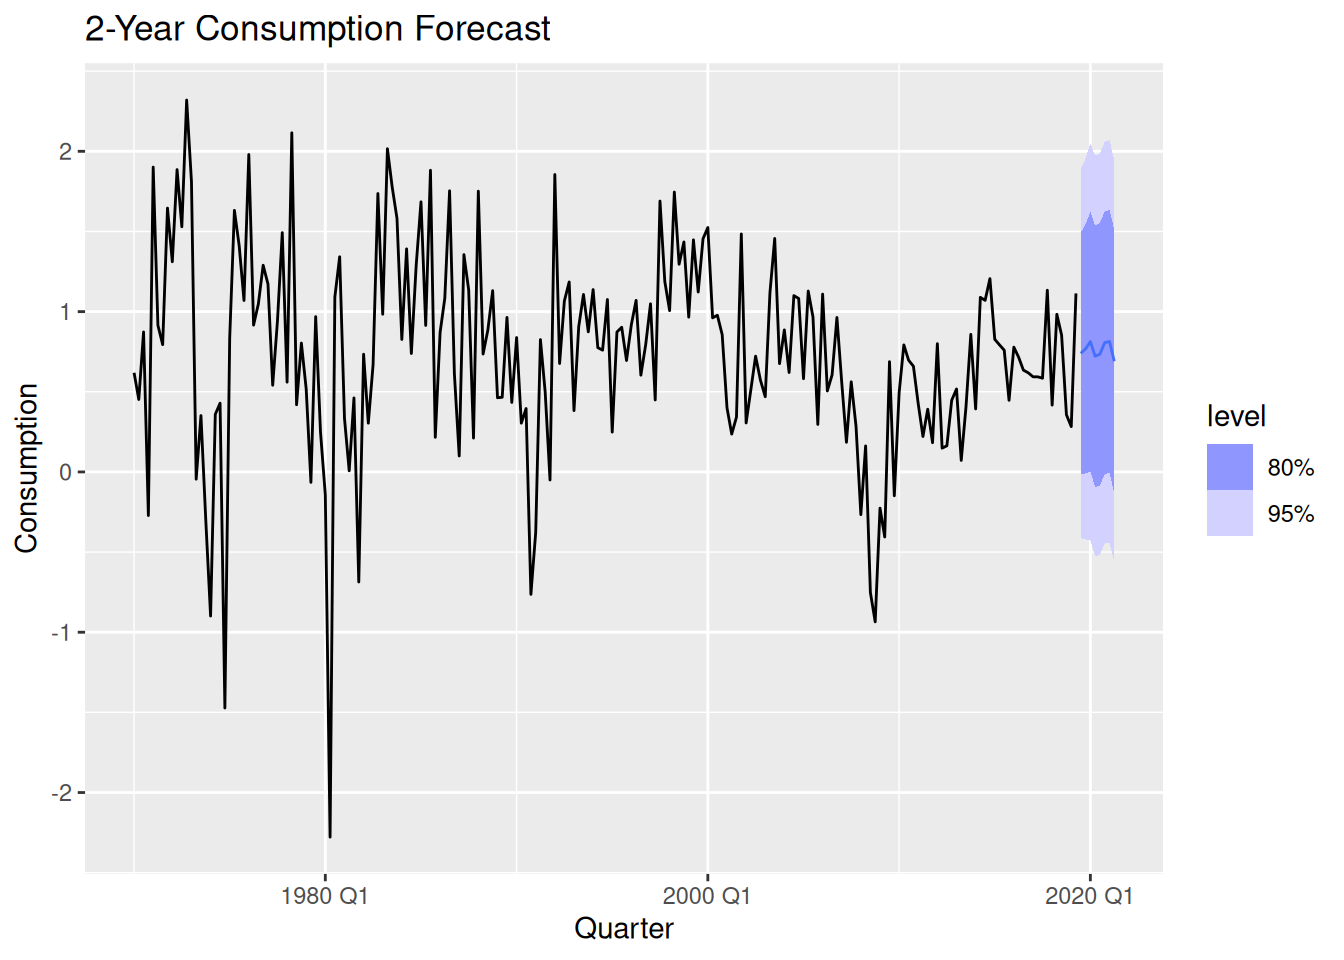 2-Year Consumption Forecast
Consumption
2
1
0
-1
-2
1980 Q1
2000 Q1
2020 Q1
Quarter
level
80%
95%